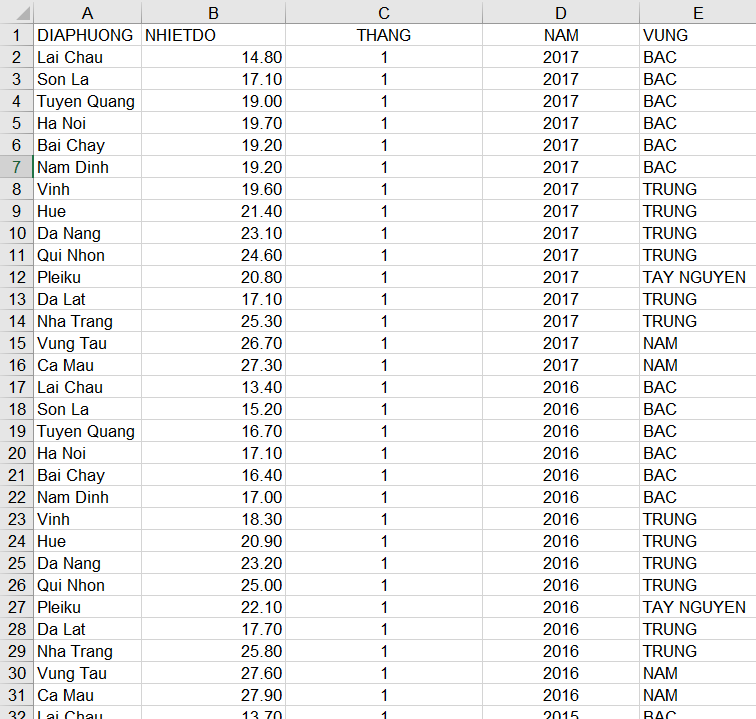 A B C D E
1 DIAPHUONG NHIETDO THANG NAM VUNG
2 Lai Chau 14.80 1 2017 BAC
3 Son La 17.10 1 2017 BAC
4 Tuyen Quang 19.00 1 2017 BAC
5 Ha Noi 19.70 1 2017 BAC
6 Bai Chay 19.20 1 2017 BAC
7 Nam Dinh 19.20 1 2017 BAC
8 Vinh 19.60 1 2017 TRUNG
9 Hue 21.40 1 2017 TRUNG
10 Da Nang 23.10 1 2017 TRUNG
11 Qui Nhon 24.60 1 2017 TRUNG
12 Pleiku 20.80 1 2017 TAY NGUYEN
13 Da Lat 17.10 1 2017 TRUNG
14 Nha Trang 25.30 1 2017 TRUNG
15 Vung Tau 26.70 1 2017 NAM
16 Ca Mau 27.30 1 2017 NAM
17 Lai Chau 13.40 1 2016 BAC
18 Son La 15.20 1 2016 BAC
19 Tuyen Quang 16.70 1 2016 BAC
20 Ha Noi 17.10 1 2016 BAC
21 Bai Chay 16.40 1 2016 BAC
22 Nam Dinh 17.00 1 2016 BAC
23 Vinh 18.30 1 2016 TRUNG
24 Hue 20.90 1 2016 TRUNG
25 Da Nang 23.20 1 2016 TRUNG
26 Qui Nhon 25.00 1 2016 TRUNG
27 Pleiku 22.10 1 2016 TAY NGUYEN
28 Da Lat 17.70 1 2016 TRUNG
29 Nha Trang 25.80 1 2016 TRUNG
30 Vung Tau 27.60 1 2016 NAM
31 Ca Mau 27.90 1 2016 NAM
32 Lai Chau 13.70 1 2015 BAC